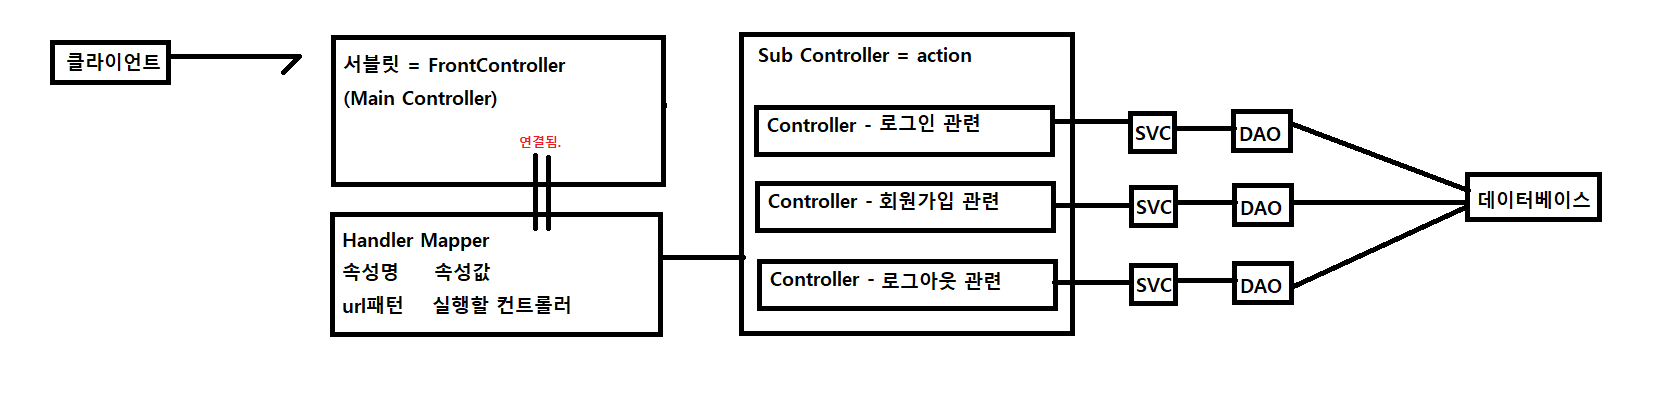 클라이언트
서블릿 = FrontController
(Main Controller)
연결됨.
Handler Mapper
속성명 속성값
url패턴 실행할 컨트롤러
Sub Controller = action
Controller - 로그인 관련
SVC
DAO
Controller - 회원가입 관련
SVC
DAO
Controller - 로그아웃 관련
SVC
DAO
데이터베이스